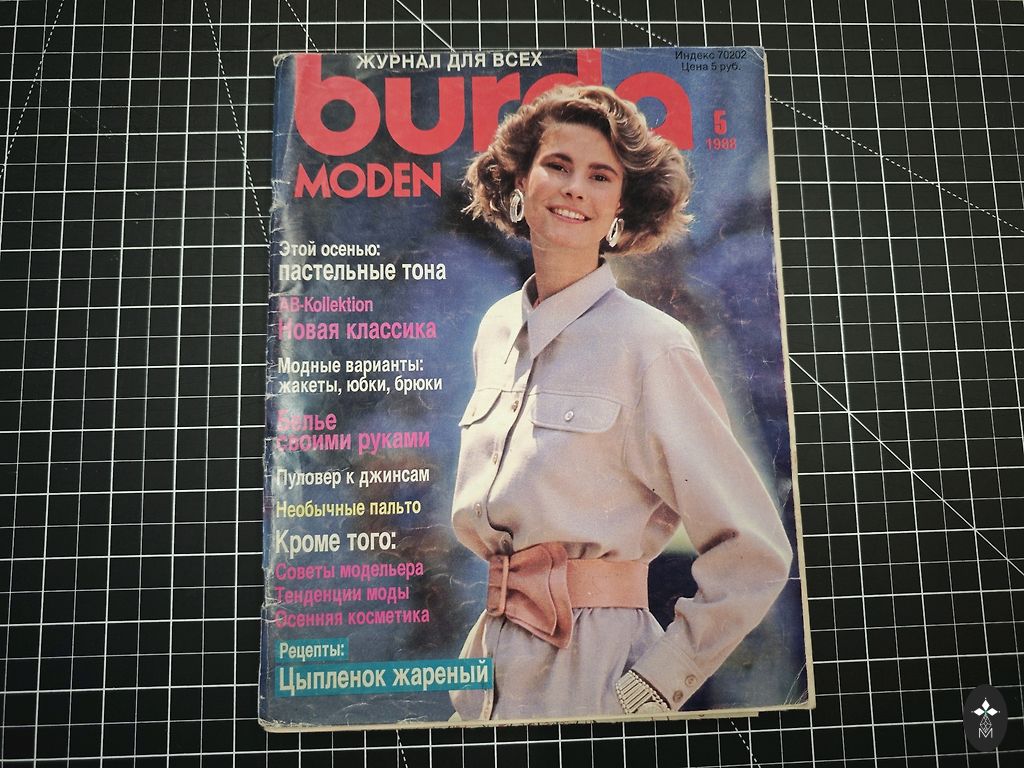 ЖУРНАЛ ДЛЯ ВСЕХ
Индекс 70202
Цена 5 руб.
burda
5
1988
MODEN
Этой осенью:
пастельные тона
AB-Kollektion
Новая классика
Модные варианты:
жакеты, юбки, брюки
Белье
своими руками
Пуловер к джинсам
Необычные пальто
Кроме того:
Советы модельера
Тенденции моды
Осенняя косметика
Рецепты:
Цыпленок жареный
M